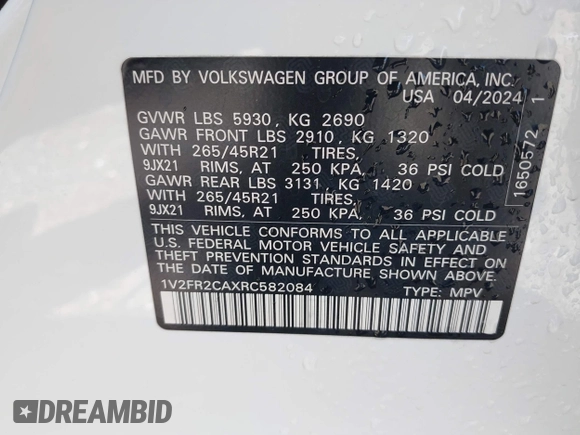 MFD BY VOLKSWAGEN GROUP OF AMERICA, INC.
USA 04/2024
GVWR LBS 5930, KG 2690
GAWR FRONT LBS 2910, KG 1320
WITH 265/45R21 TIRES,
9JX21 RIMS, AT 250 KPA, 36 PSI COLD
GAWR REAR LBS 3131, KG 1420
WITH 265/45R21 TIRES,
9JX21 RIMS, AT 250 KPA, 36 PSI COLD
THIS VEHICLE CONFORMS TO ALL APPLICABLE
U.S. FEDERAL MOTOR VEHICLE SAFETY AND
THEFT PREVENTION STANDARDS IN EFFECT ON
THE DATE OF MANUFACTURE SHOWN ABOVE.
1V2FR2CAXRC582084 TYPE: MPV
1650572 1
DREAMBID